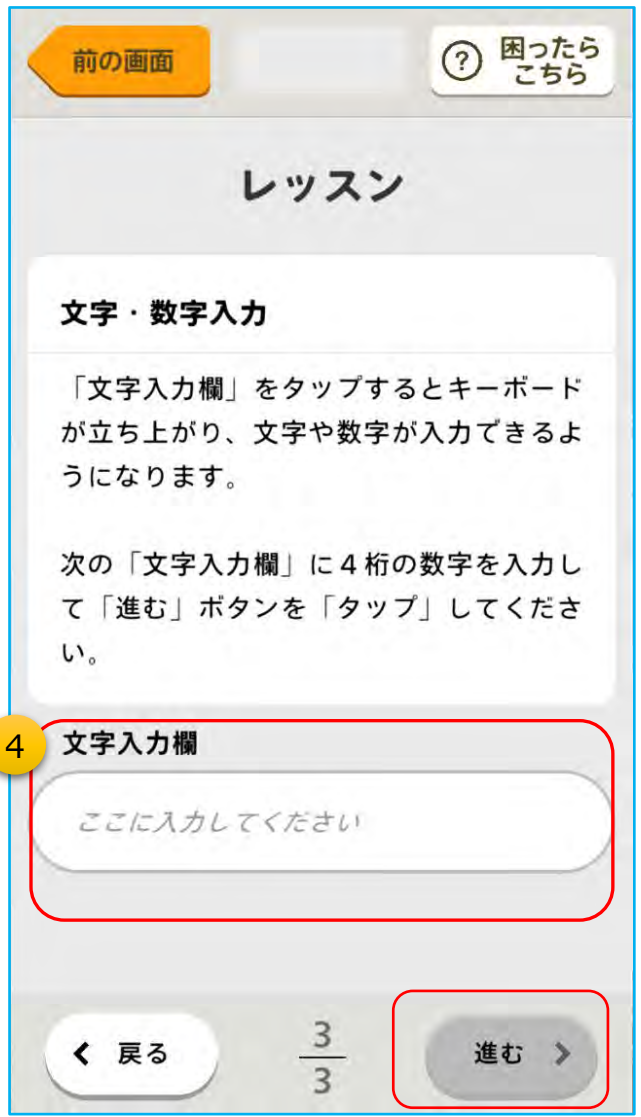 前の画面
?
困ったら
こちら
レッスン
文字・数字入力
「文字入力欄」をタップするとキーボード
が立ち上がり、文字や数字が入力できるよ
うになります。
次の「文字入力欄」に4桁の数字を入力し
て「進む」ボタンを「タップ」してくださ
い。
4
文字入力欄
ここに入力してください
戻る
3
3
進む